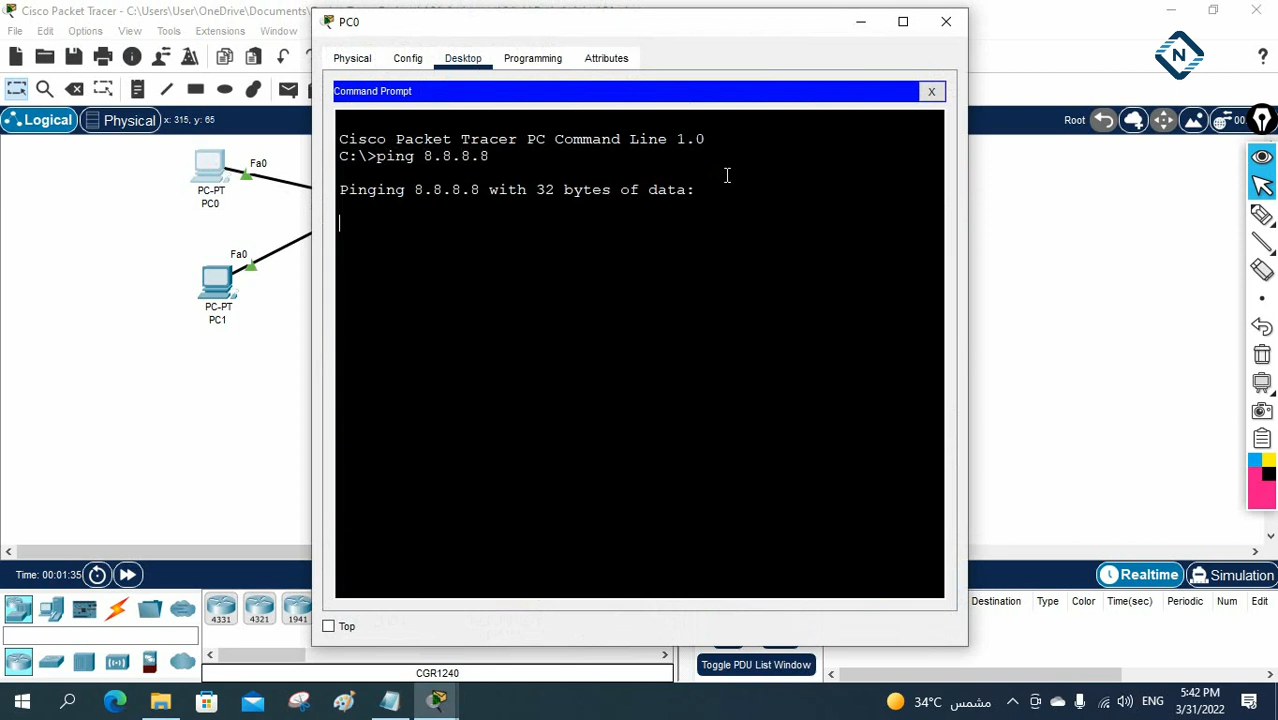 Cisco Packet Tracer - C:\Users\User\OneDrive\Documents\
PC0
File Edit Options View Tools Extensions Window
Physical Config Desktop Programming Attributes
N
Command Prompt
X
Logical
Physical
x: 315, y: 65
Root
00
Cisco Packet Tracer PC Command Line 1.0
C:\>ping 8.8.8.8
Pinging 8.8.8.8 with 32 bytes of data:
Fa0
PC-PT
PC0
Fa0
PC-PT
PC1
Time: 00:01:35
Realtime
Simulation
4331 4321 1941
Destination Type Color Time(sec) Periodic Num Edit
Top
Toggle PDU List Window
CGR1240
34°C مشمس
ENG
5:42 PM
3/31/2022